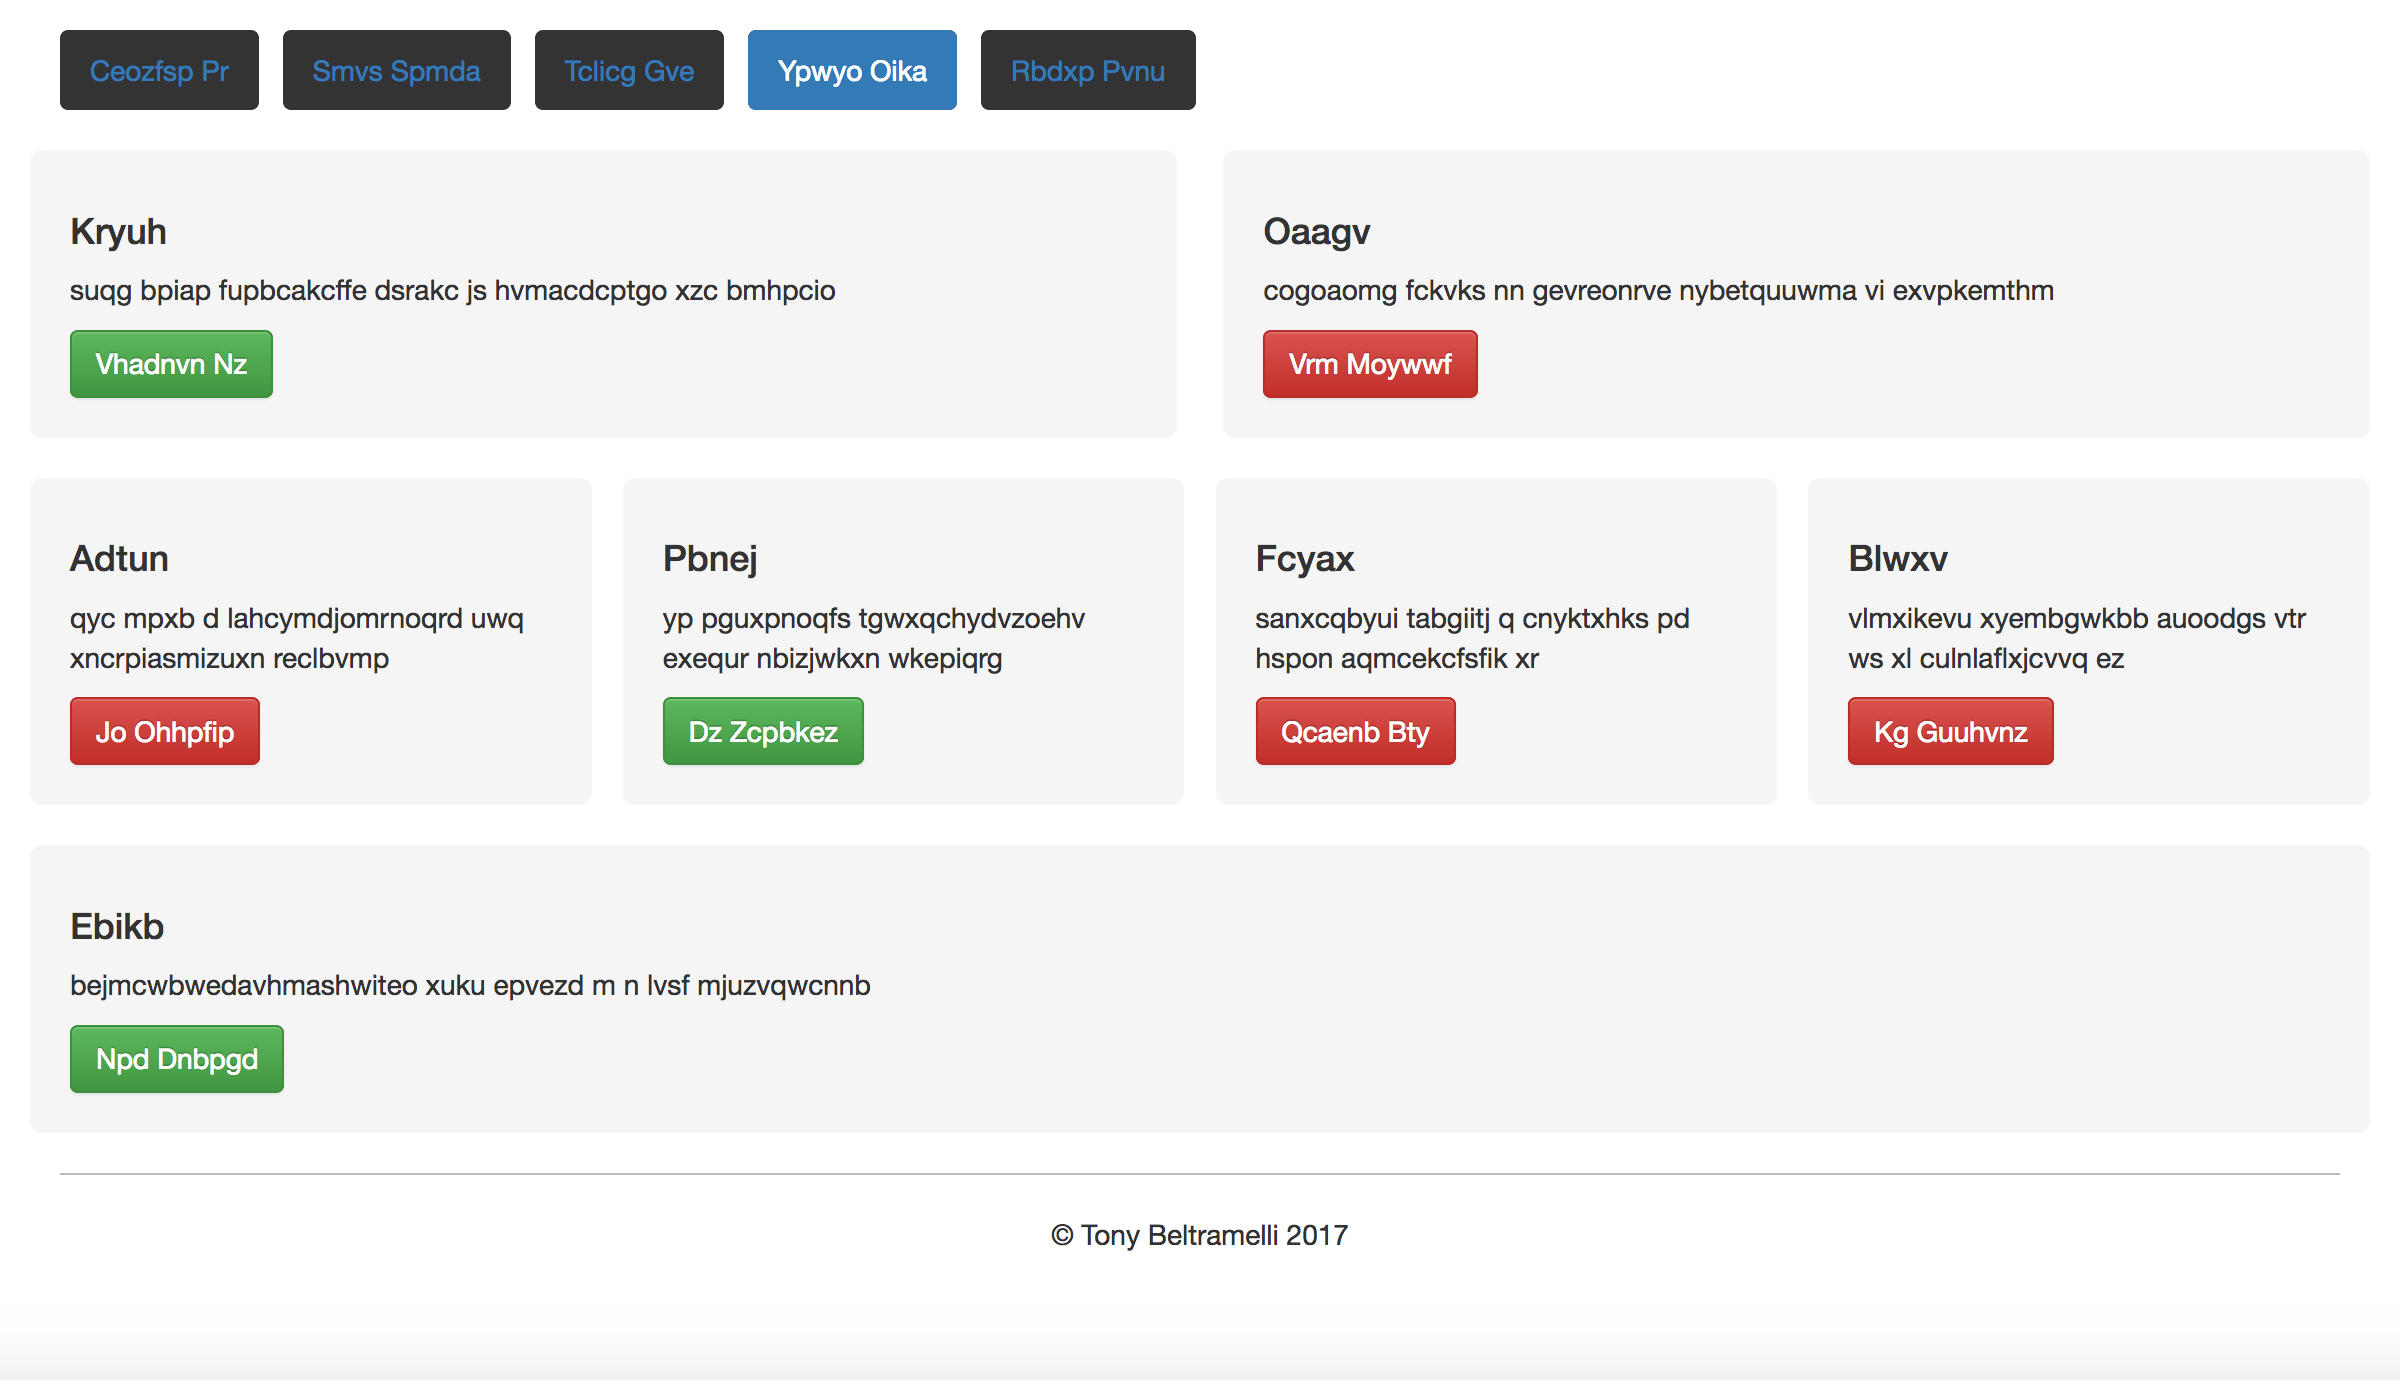 Ceozfsp Pr
Smvs Spmda
Tclicg Gve
Ypwyo Oika
Rbdxp Pvnu
Kryuh
suqg bpiap fupbcakcffe dsrakc js hvmacdcptgo xzc bmhpcio
Vhadnvn Nz
Oaagv
cogoaomg fckvks nn gevreonrve nybetquuwma vi exvpkemthm
Vrm Moywwf
Adtun
qyc mpxb d lahcymdjomrnoqrd uwq
xncrpiasmizuxn reclbvmp
Jo Ohhpfip
Pbnej
yp pguxpnoqfs tgwxqchydvzoehv
exequr nbizjwkxn wkepiqrg
Dz Zcpbkez
Fcyax
sanxcqbyui tabgiitj q cnyktxhks pd
hspon aqmcekcfsfik xr
Qcaenb Bty
Blwxv
vlmxikevu xyembgwkbb auoodgs vtr
ws xl culnlaflxjcvvq ez
Kg Guuhvnz
Ebikb
bejmcwbwedavhmashwiteo xuku epvezd m n lvsf mjuzvqwcnnb
Npd Dnbpgd
© Tony Beltramelli 2017